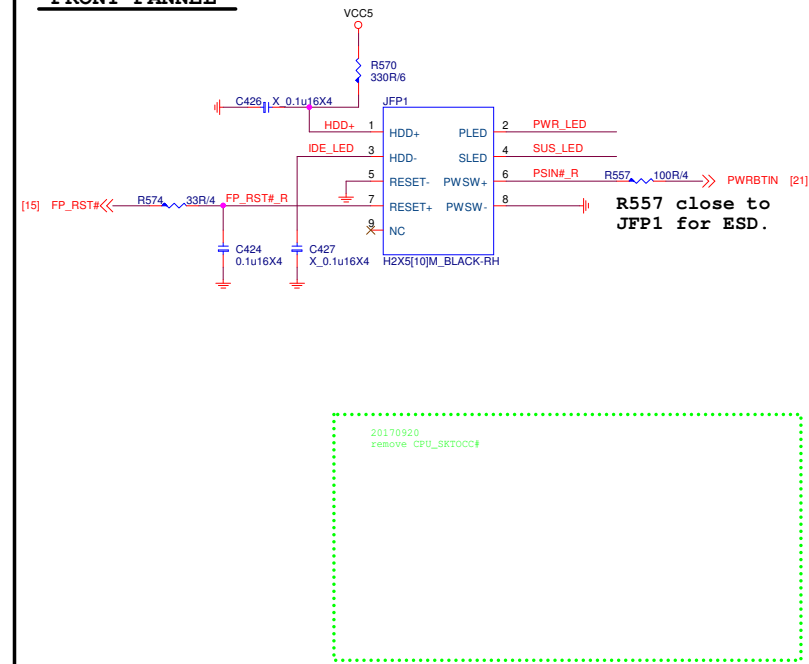 FRONT PANNEL
VCC5
R570
330R/6
C426 X_0.1u16X4
JFP1
HDD+ 1 HDD+ PLED 2 PWR_LED
IDE_LED 3 HDD- SLED 4 SUS_LED
5 RESET- PWSW+ 6 PSIN#_R R557 100R/4 PWRBTIN [21]
[15] FP_RST# R574 33R/4 FP_RST#_R 7 RESET+ PWSW- 8
9 NC
R557 close to
JFP1 for ESD.
C424
0.1u16X4
C427
X_0.1u16X4
H2X5[10]M_BLACK-RH
20170920
remove CPU_SKTOCC#